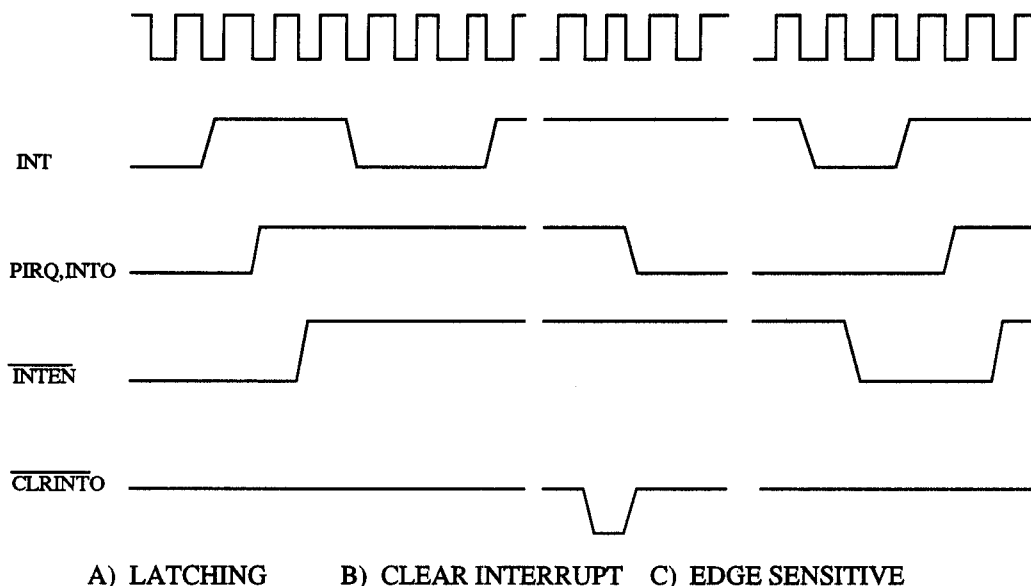 INT
PIRQ,INTO
INTEN
CLRINTO
A) LATCHING B) CLEAR INTERRUPT C) EDGE SENSITIVE